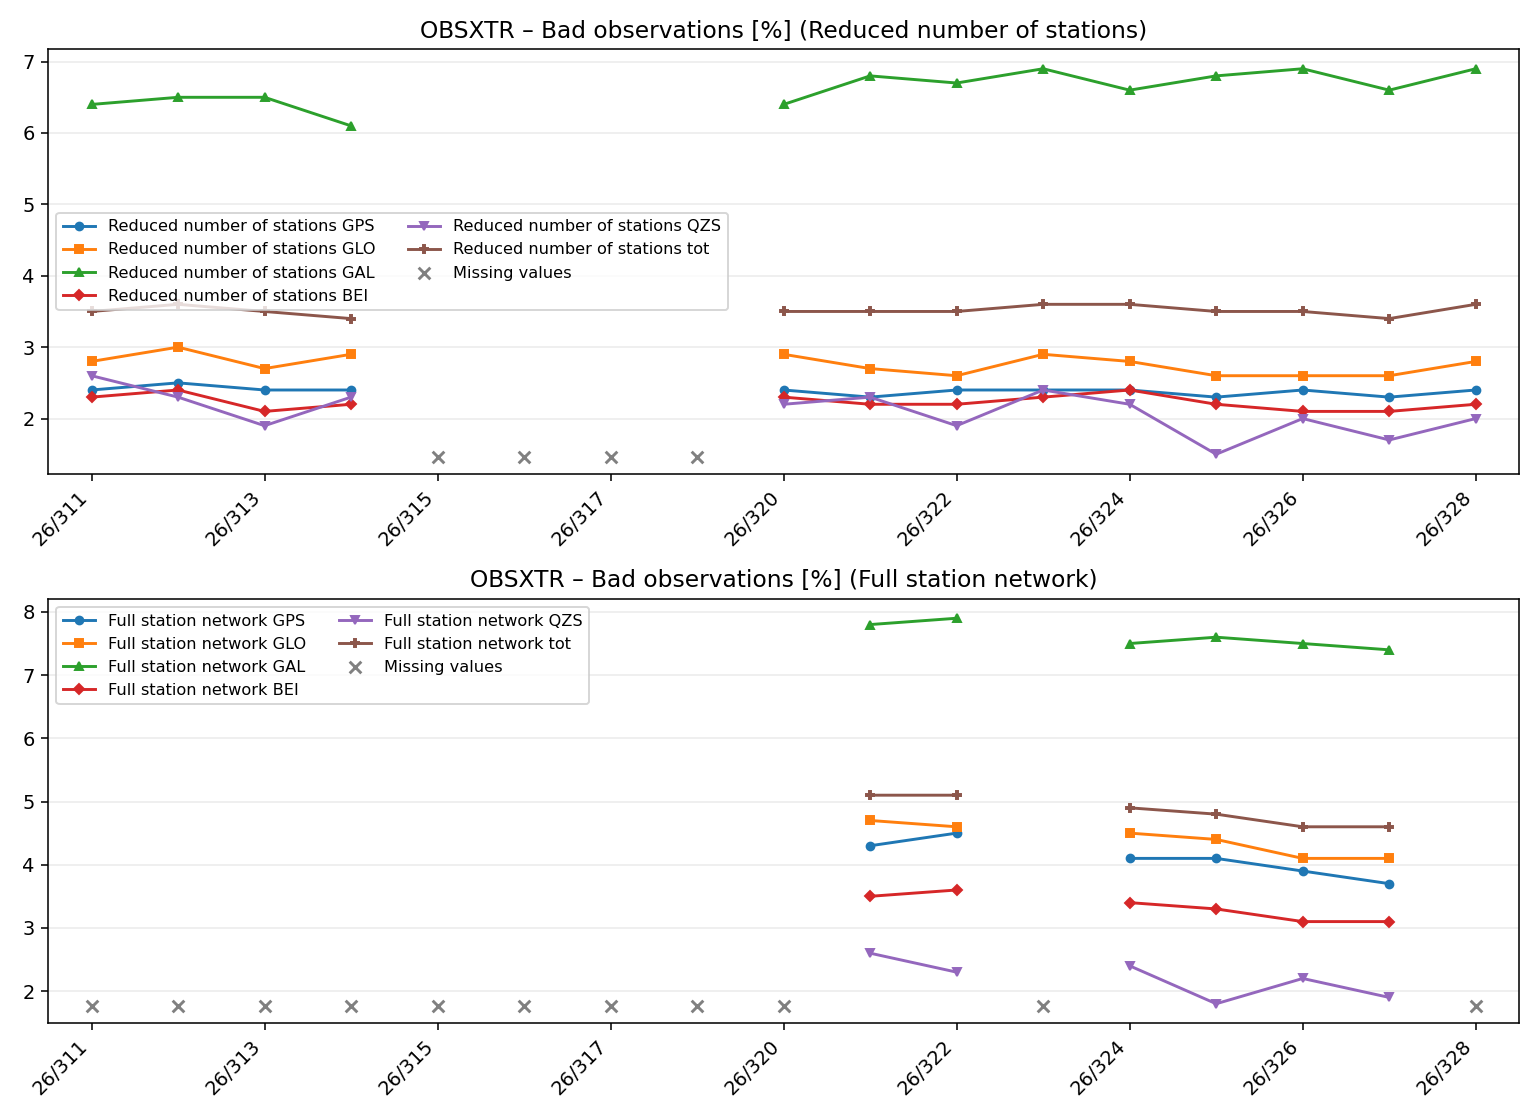 OBSXTR – Bad observations [%] (Reduced number of stations)
7
6
5
4
3
2
Reduced number of stations GPS
Reduced number of stations GLO
Reduced number of stations GAL
Reduced number of stations BEI
Reduced number of stations QZS
Reduced number of stations tot
Missing values
26/311
26/313
26/315
26/317
26/320
26/322
26/324
26/326
26/328
OBSXTR – Bad observations [%] (Full station network)
8
7
6
5
4
3
2
Full station network GPS
Full station network GLO
Full station network GAL
Full station network BEI
Full station network QZS
Full station network tot
Missing values
26/311
26/313
26/315
26/317
26/320
26/322
26/324
26/326
26/328